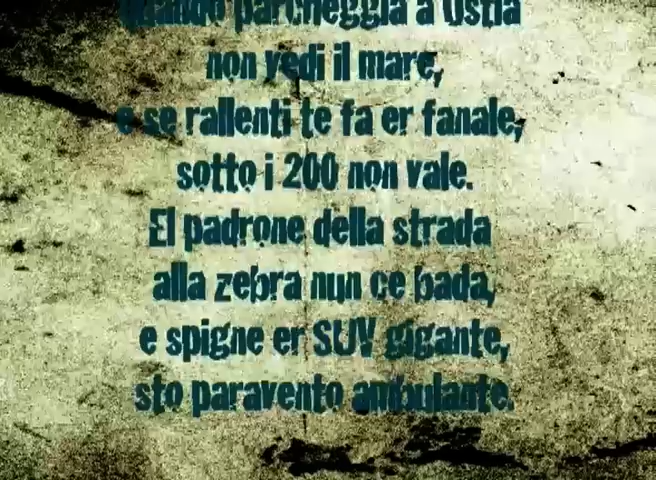 quando parcheggia a Ostia
non vedi il mare,
e se rallenti te fa er fanale,
sotto i 200 non vale.
El padrone della strada
alla zebra nun ce bada,
e spigne er SUV gigante,
sto paravento ambulante.